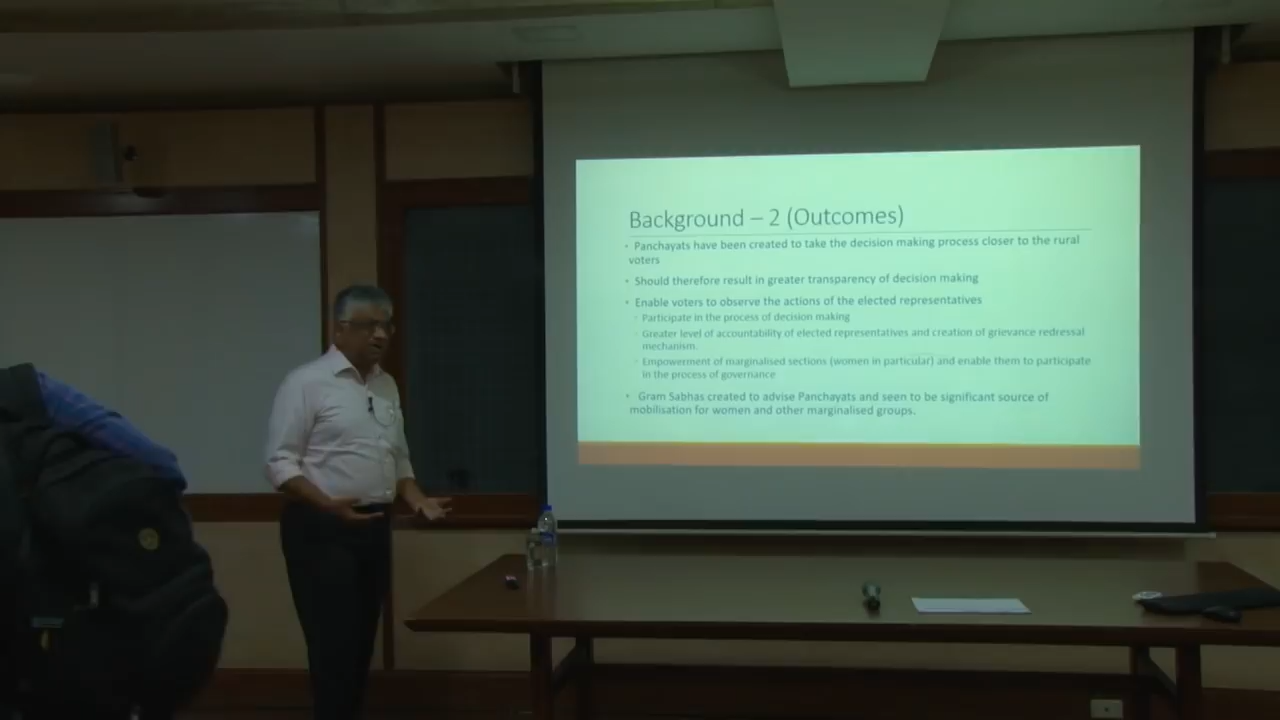 Background – 2 (Outcomes)
Panchayats have been created to take the decision making process closer to the rural
voters
Should therefore result in greater transparency of decision making
Enable voters to observe the actions of the elected representatives
Participate in the process of decision making
Greater level of accountability of elected representatives and creation of grievance redressal
mechanism.
Empowerment of marginalised sections (women in particular) and enable them to participate
in the process of governance
Gram Sabhas created to advise Panchayats and seen to be significant source of
mobilisation for women and other marginalised groups.